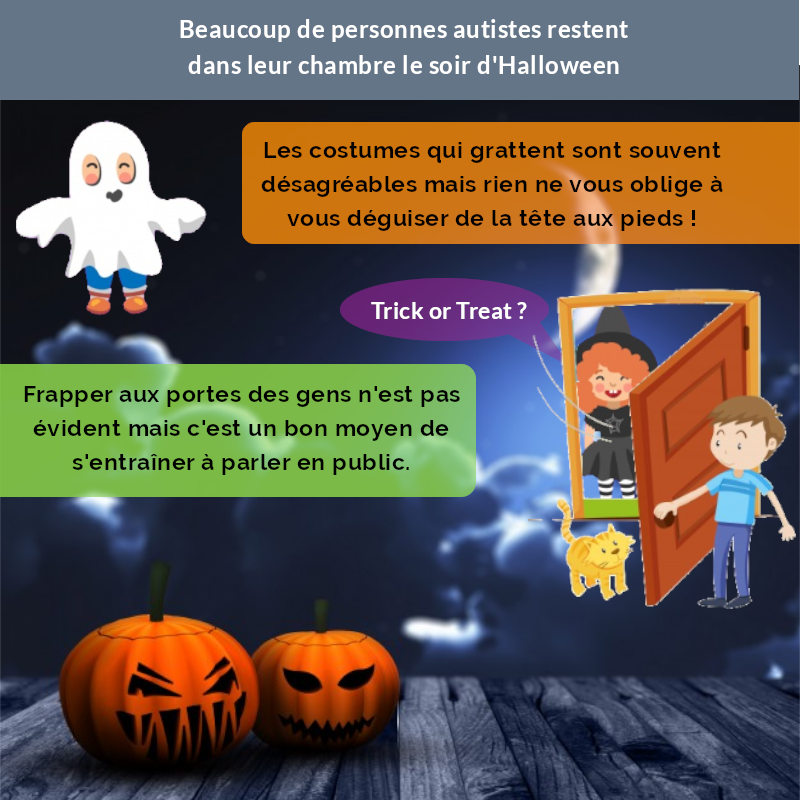 Beaucoup de personnes autistes restent
dans leur chambre le soir d'Halloween
Les costumes qui grattent sont souvent
désagréables mais rien ne vous oblige à
vous déguiser de la tête aux pieds !
Trick or Treat ?
Frapper aux portes des gens n'est pas
évident mais c'est un bon moyen de
s'entraîner à parler en public.